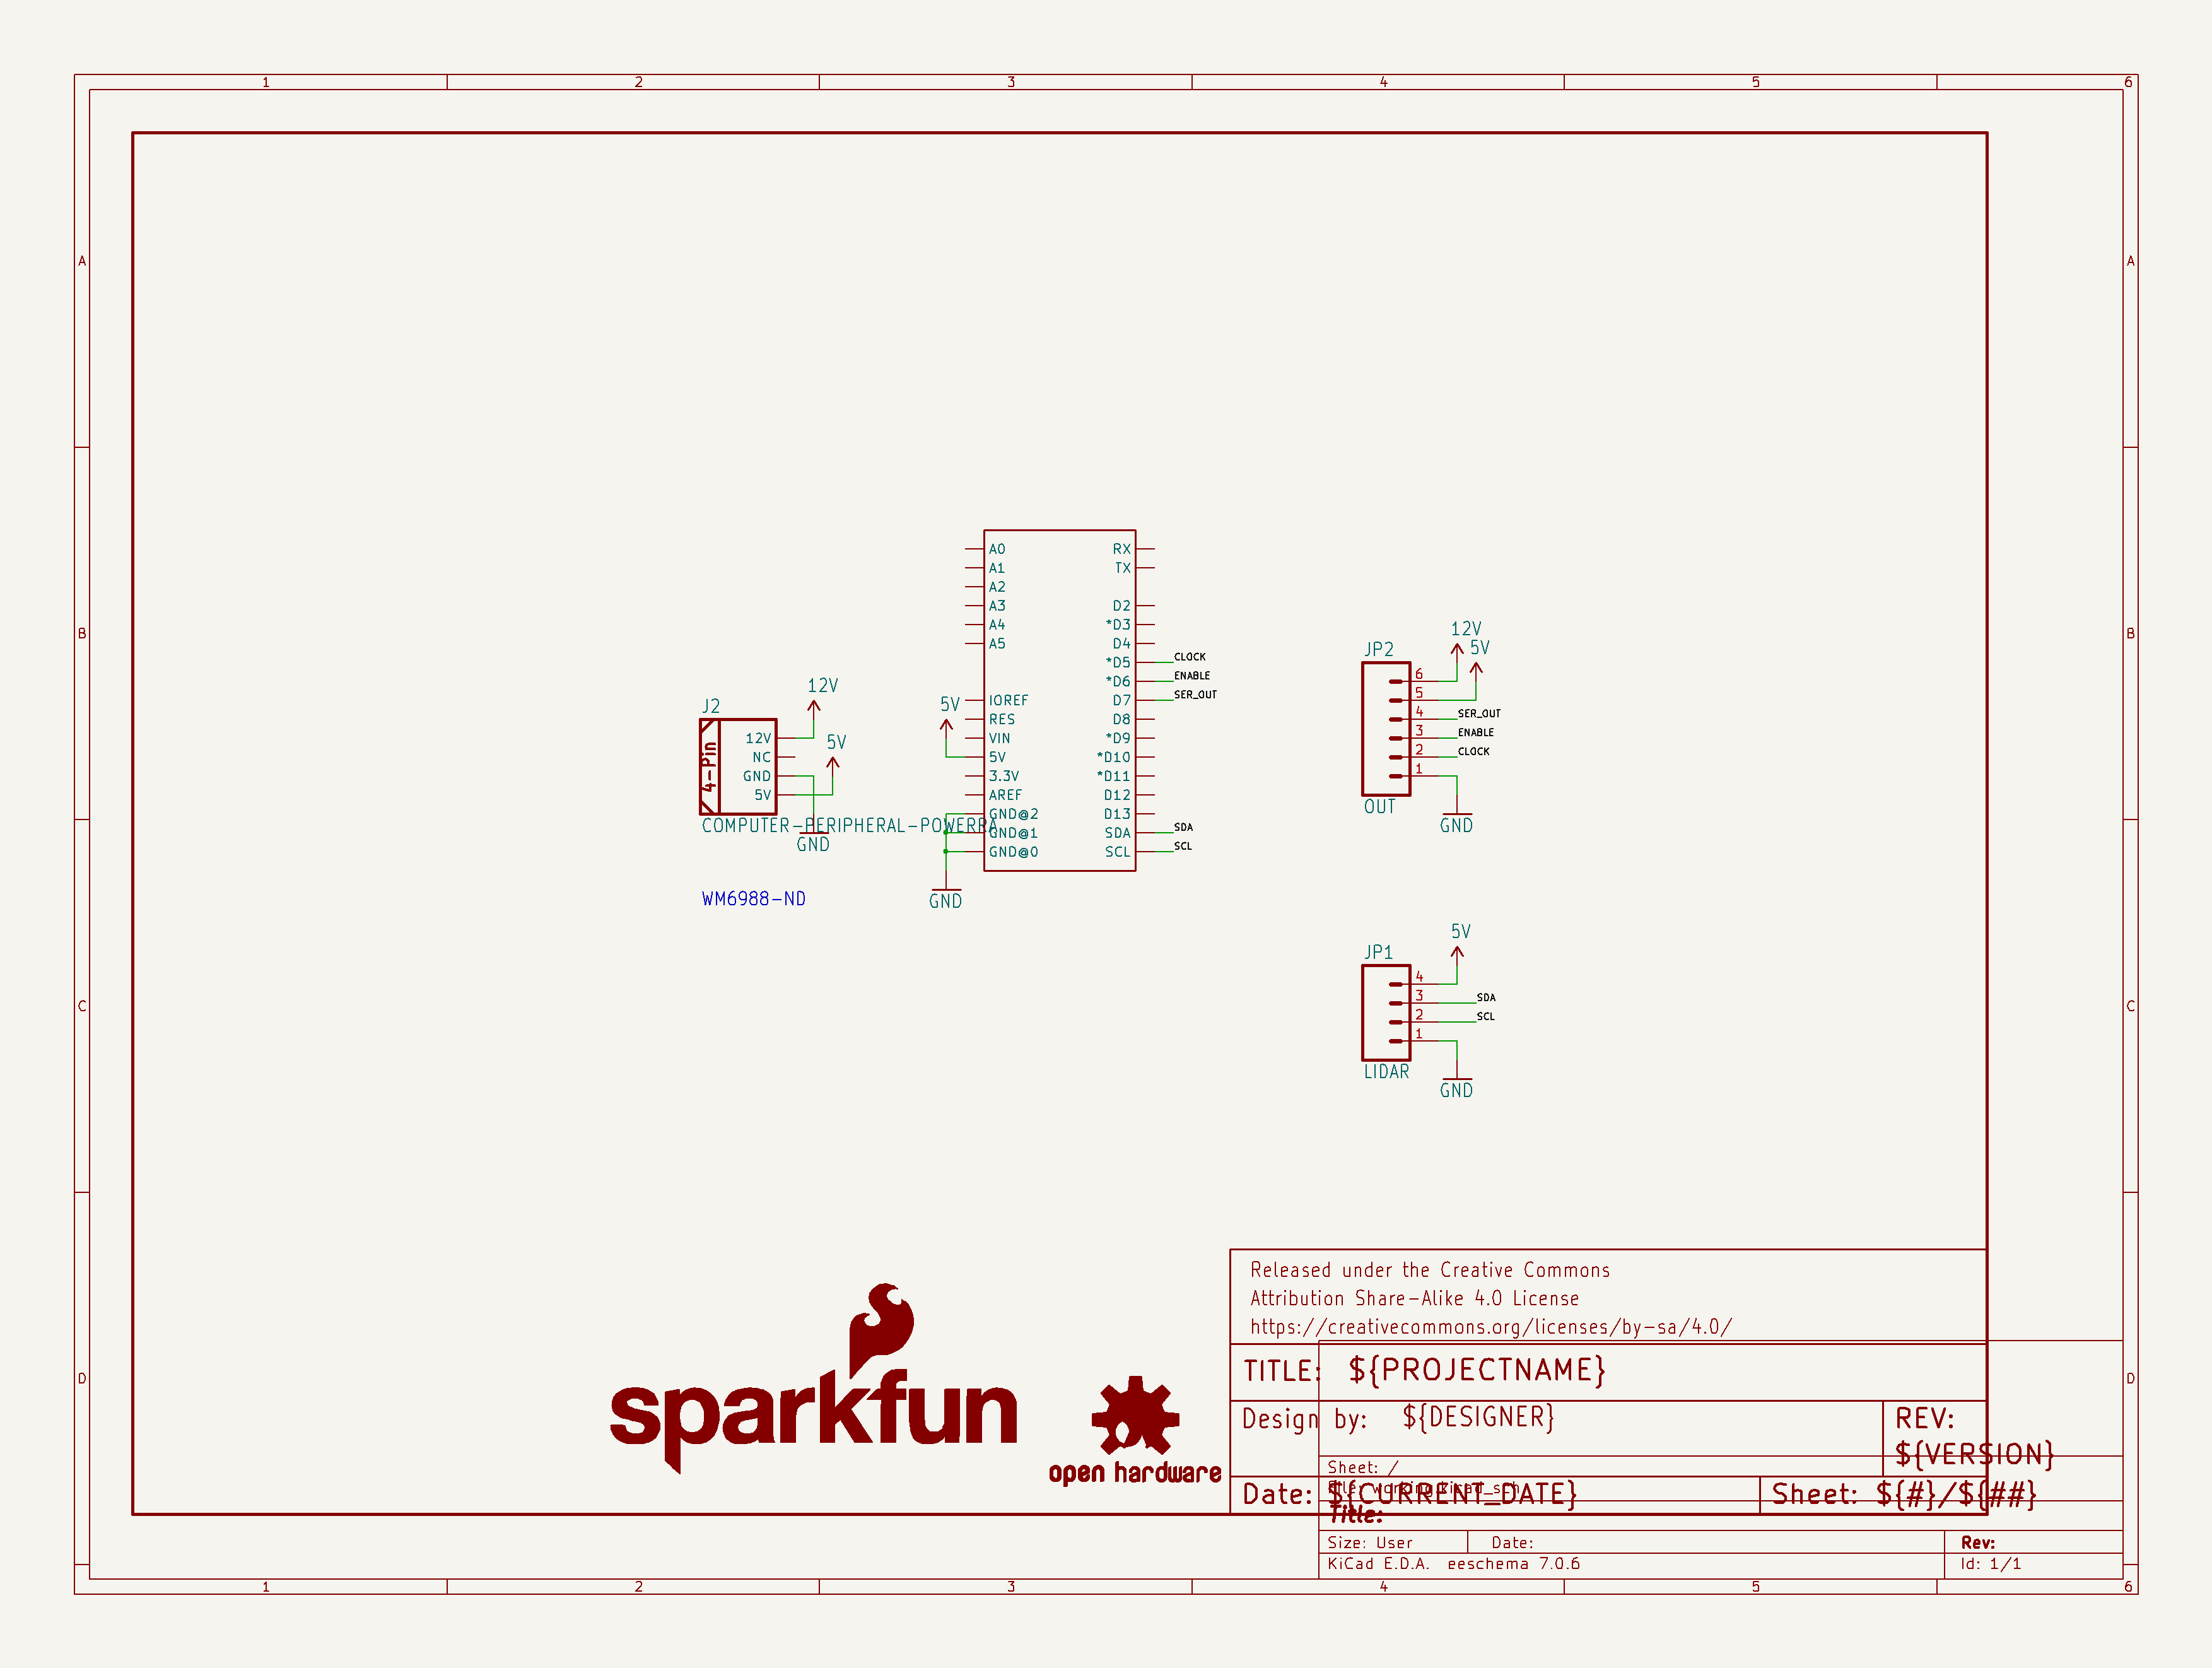 1 2 3 4 5 6
A A
B B
C C
D D
A0 RX
A1 TX
A2
A3 D2
A4 *D3
A5 D4
*D5 CLOCK
*D6 ENABLE
IOREF D7 SER_OUT
RES D8
VIN *D9
5V *D10
3.3V *D11
AREF D12
GND@2 D13
GND@1 SDA SDA
GND@0 SCL SCL
5V
GND
12V
J2
5V
4-Pin
12V
NC
GND
5V
COMPUTER-PERIPHERAL-POWERRA
GND
WM6988-ND
12V
JP2 5V
6
5
4 SER_OUT
3 ENABLE
2 CLOCK
1
OUT
GND
5V
JP1
4
3 SDA
2 SCL
1
LIDAR
GND
sparkfun
open hardware
Released under the Creative Commons
Attribution Share-Alike 4.0 License
https://creativecommons.org/licenses/by-sa/4.0/
TITLE: ${PROJECTNAME}
Design by: ${DESIGNER}
REV:
${VERSION}
Date: ${CURRENT_DATE}
Sheet: ${#}/${##}
Sheet: /
File: working.kicad_sch
Title:
Size: User Date: Rev:
KiCad E.D.A. eeschema 7.0.6 Id: 1/1
1 2 3 4 5 6